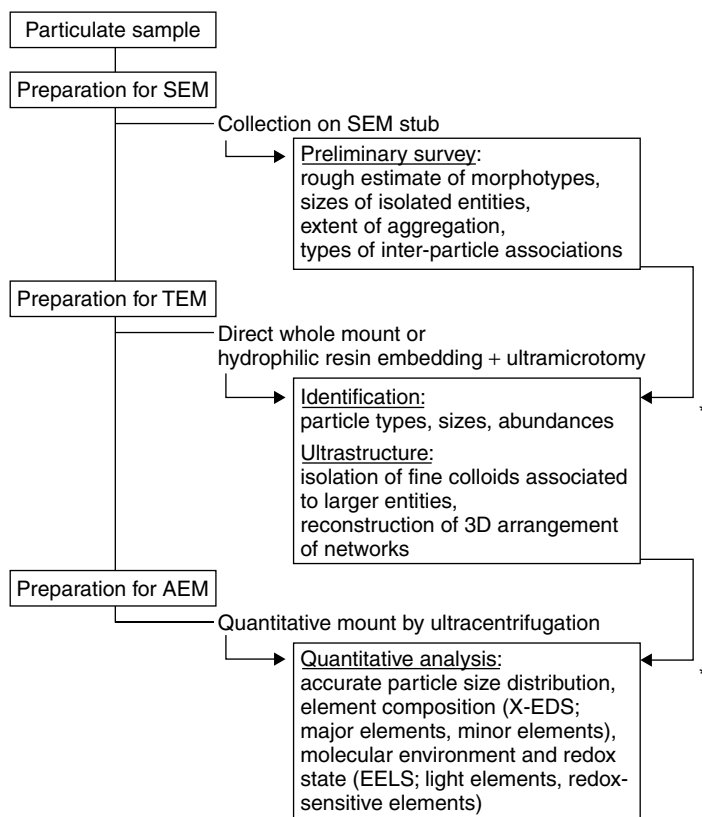 Particulate sample
Preparation for SEM
Collection on SEM stub
Preliminary survey:
rough estimate of morphotypes,
sizes of isolated entities,
extent of aggregation,
types of inter-particle associations
Preparation for TEM
Direct whole mount or
hydrophilic resin embedding + ultramicrotomy
Identification:
particle types, sizes, abundances
*
Ultrastructure:
isolation of fine colloids associated
to larger entities,
reconstruction of 3D arrangement
of networks
Preparation for AEM
Quantitative mount by ultracentrifugation
Quantitative analysis:
accurate particle size distribution,
*
element composition (X-EDS;
major elements, minor elements),
molecular environment and redox
state (EELS; light elements, redox-
sensitive elements)